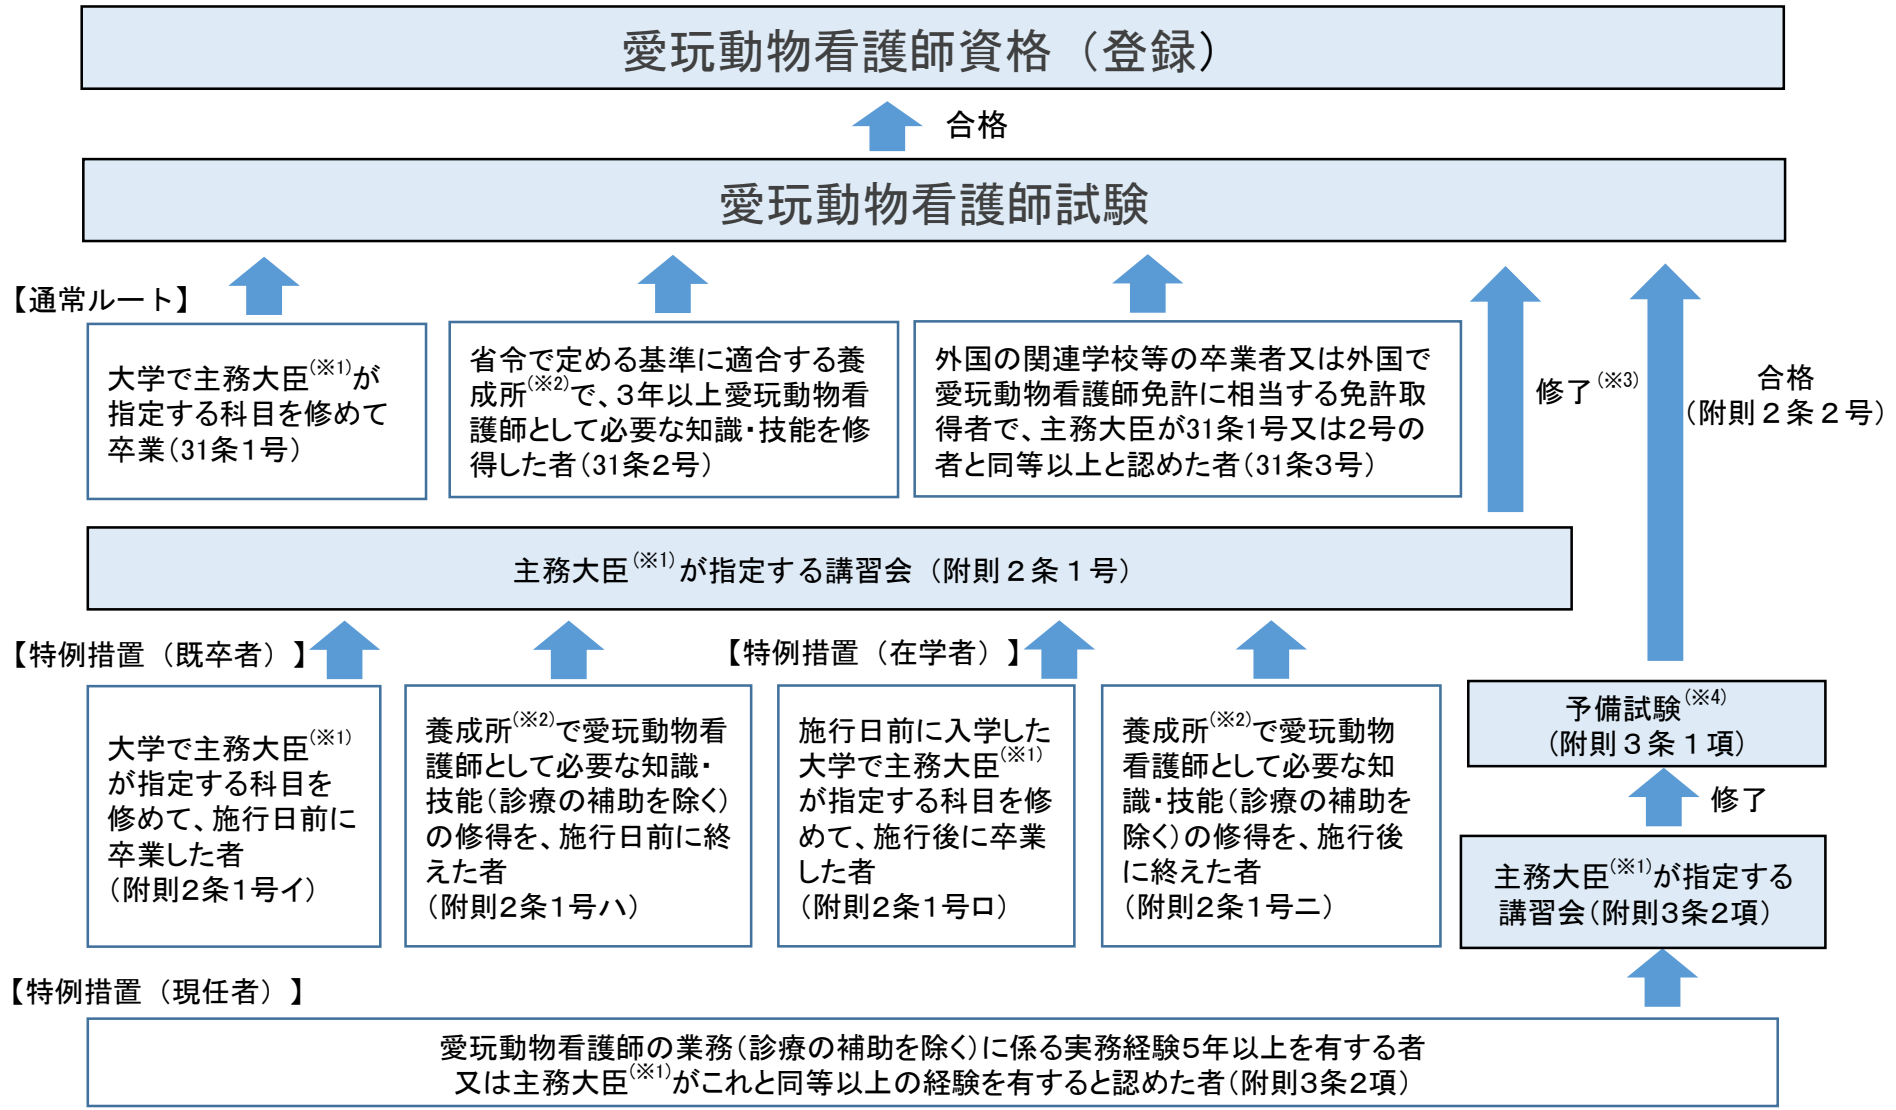 愛玩動物看護師資格（登録）
合格
愛玩動物看護師試験
【通常ルート】
大学で主務大臣(※1)が
指定する科目を修めて
卒業(31条１号)
省令で定める基準に適合する養
成所(※2)で、３年以上愛玩動物看
護師として必要な知識・技能を修
得した者(31条２号)
外国の関連学校等の卒業者又は外国で
愛玩動物看護師免許に相当する免許取
得者で、主務大臣が31条1号又は２号の
者と同等以上と認めた者(31条３号)
修了(※3)
合格
(附則２条２号)
主務大臣(※1)が指定する講習会（附則２条１号）
【特例措置（既卒者）】
【特例措置（在学者）】
大学で主務大臣(※1)
が指定する科目を
修めて、施行日前に
卒業した者
(附則２条１号イ)
養成所(※2)で愛玩動物看
護師として必要な知識・
技能(診療の補助を除く)
の修得を、施行日前に終
えた者
(附則２条１号ハ)
施行日前に入学した
大学で主務大臣(※1)
が指定する科目を修
めて、施行後に卒業
した者
(附則２条１号ロ)
養成所(※2)で愛玩動物
看護師として必要な知
識・技能(診療の補助を
除く)の修得を、施行後
に終えた者
(附則２条１号ニ)
予備試験(※4)
(附則３条１項)
修了
主務大臣(※1)が指定する
講習会(附則３条２項)
【特例措置（現任者）】
愛玩動物看護師の業務(診療の補助を除く)に係る実務経験５年以上を有する者
又は主務大臣(※1)がこれと同等以上の経験を有すると認めた者(附則３条２項)